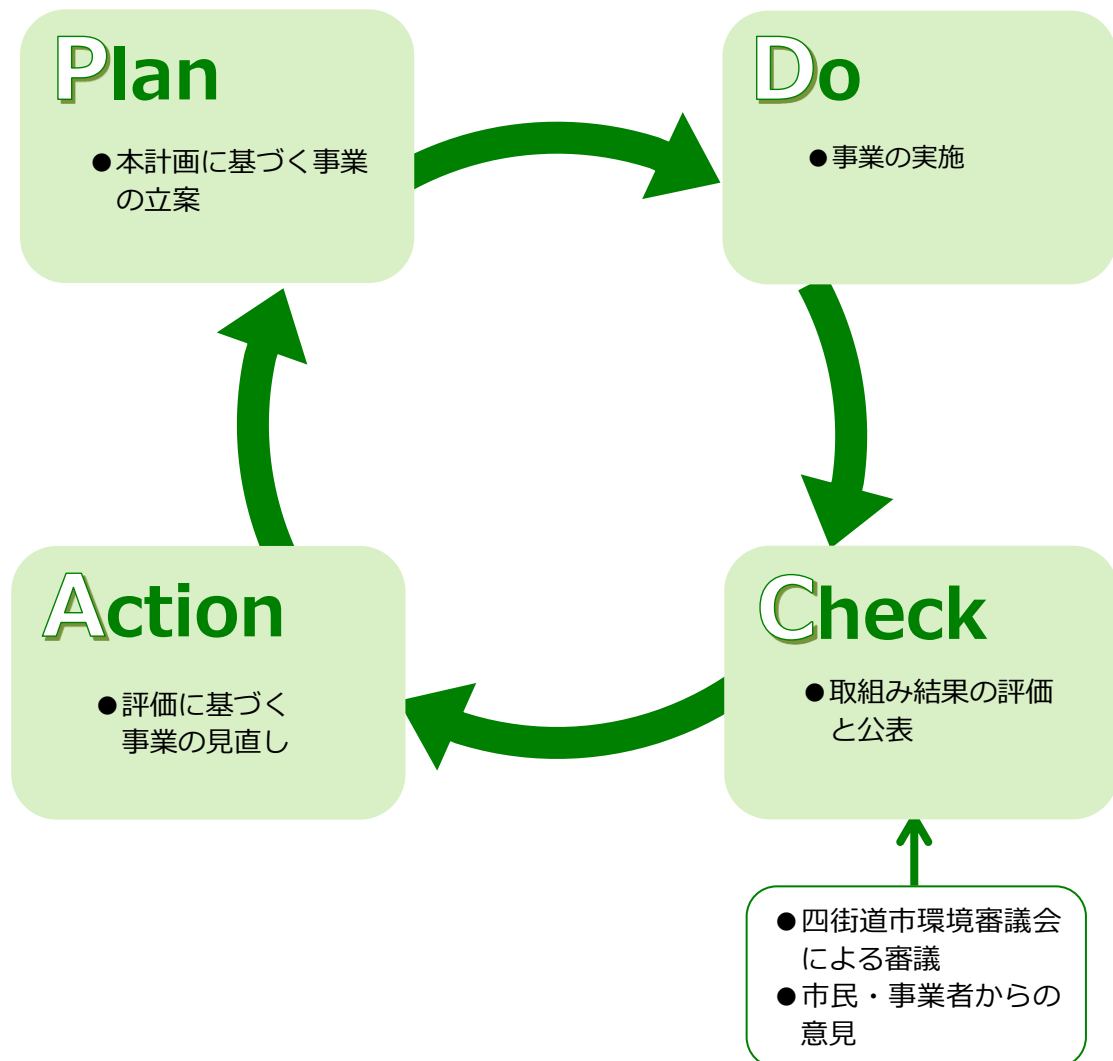 Plan
●本計画に基づく事業
の立案
Do
●事業の実施
Action
●評価に基づく
事業の見直し
Check
●取組み結果の評価
と公表
●四街道市環境審議会
による審議
●市民・事業者からの
意見